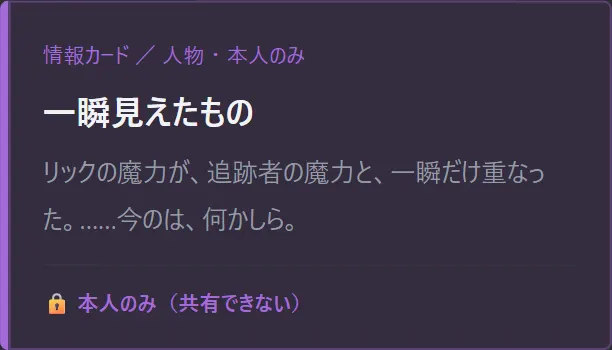 情報カード ／ 人物 · 本人のみ
一瞬見えたもの
リックの魔力が、追跡者の魔力と、一瞬だけ重なっ
た。……今のは、何かしら。
本人のみ（共有できない）